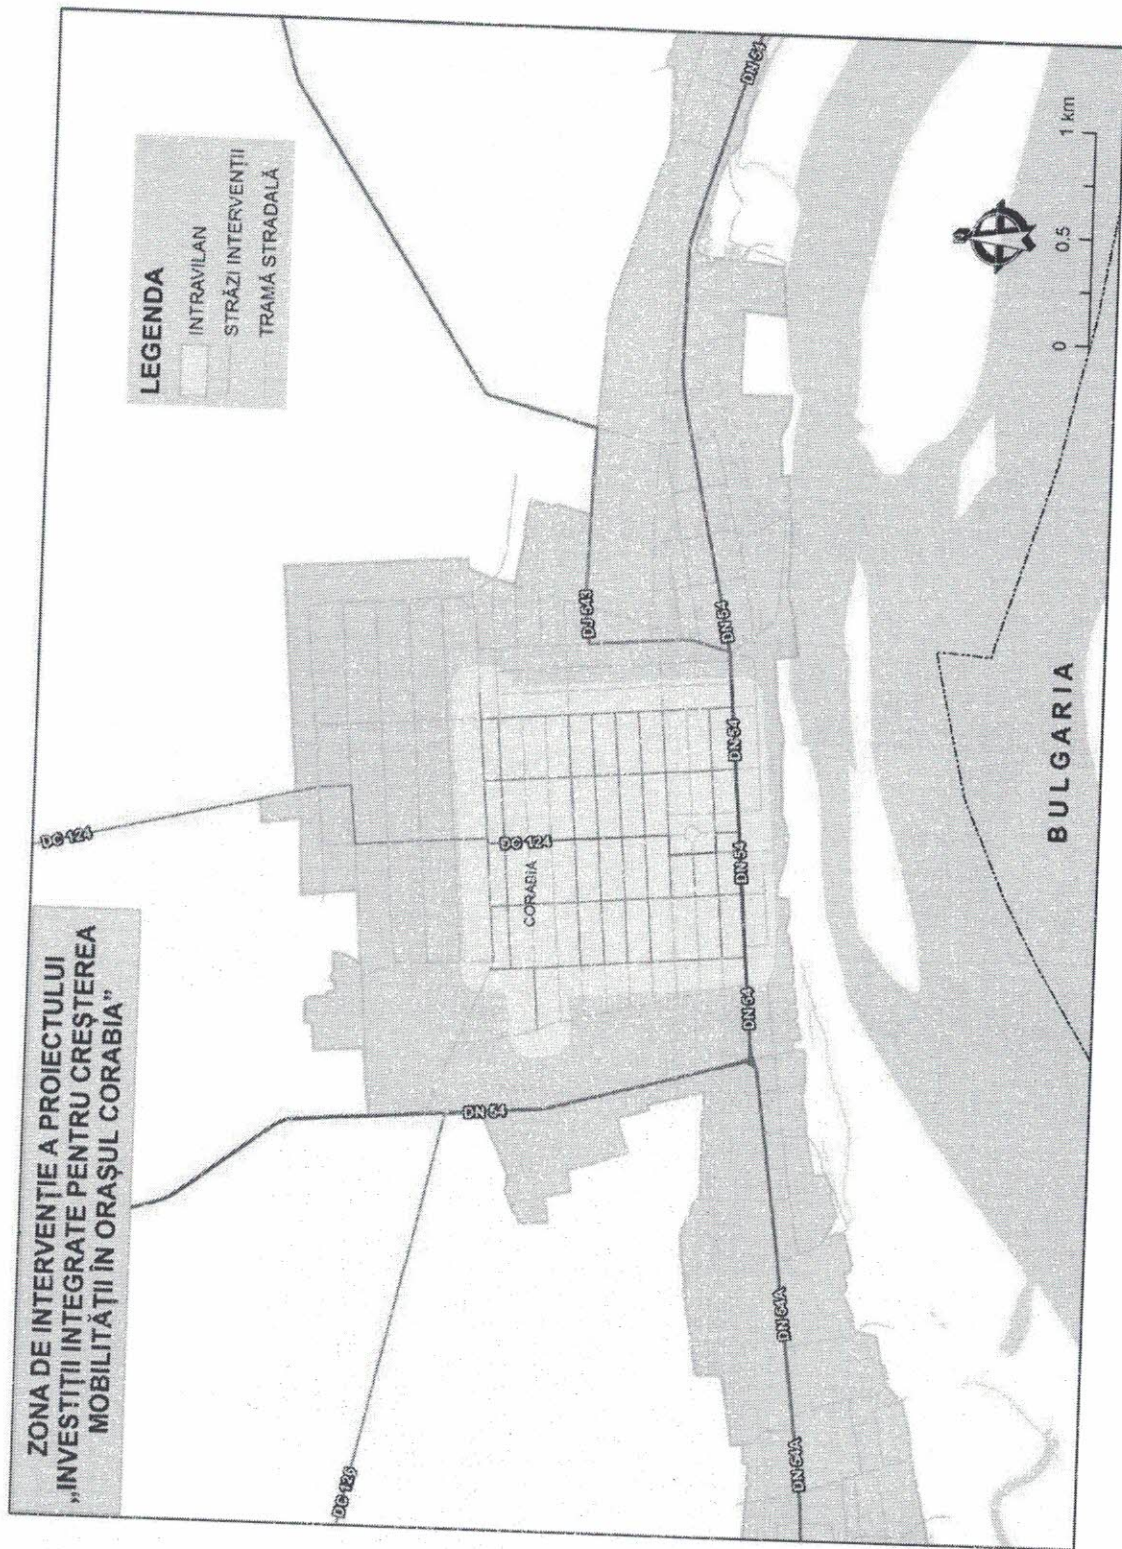 ZONA DE INTERVENȚIE A PROIECTULUI
„INVESTIȚII INTEGRATE PENTRU CREȘTEREA
MOBILITĂȚII ÎN ORAȘUL CORABIA”
LEGENDA
INTRAVILAN
STRĂZI INTERVENȚII
TRAMĂ STRADALĂ
DC 124
DC 126
DN 54
DC 124
CORABIA
DJ 543
DN 54
DN 54
DN 54
DN 54
DN 54
DN 54A
DN 54A
BULGARIA
0
0.5
1 km